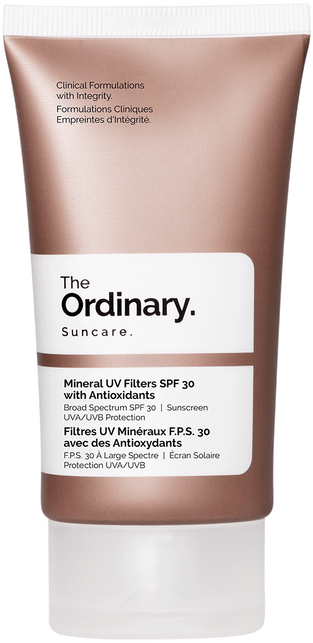 Clinical Formulations
with Integrity.
Formulations Cliniques
Empreintes d'Intégrité.
The
Ordinary.
Suncare.
Mineral UV Filters SPF 30
with Antioxidants
Broad Spectrum SPF 30 | Sunscreen
UVA/UVB Protection
Filtres UV Minéraux F.P.S. 30
avec des Antioxydants
F.P.S. 30 À Large Spectre | Écran Solaire
Protection UVA/UVB